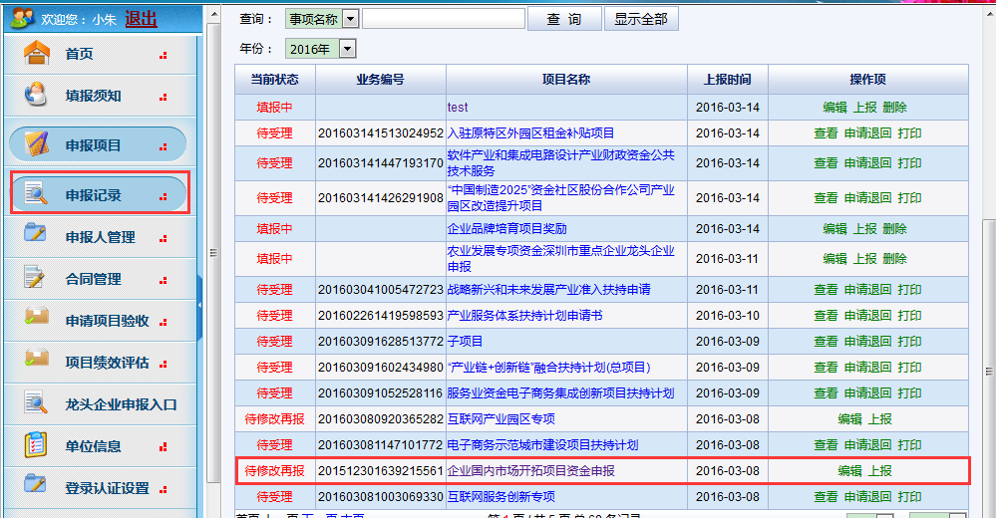 欢迎您：小朱 退出
首页
填报须知
申报项目
申报记录
申报人管理
合同管理
申请项目验收
项目绩效评估
龙头企业申报入口
单位信息
登录认证设置
查询： 事项名称 查 询 显示全部
年份： 2016年
当前状态 业务编号 项目名称 上报时间 操作项
填报中 test 2016-03-14 编辑 上报 删除
待受理 201603141513024952 入驻原特区外园区租金补贴项目 2016-03-14 查看 申请退回 打印
待受理 201603141447193170 软件产业和集成电路设计产业财政资金公共技术服务 2016-03-14 查看 申请退回 打印
待受理 201603141426291908 “中国制造2025”资金社区股份合作公司产业园区改造提升项目 2016-03-14 查看 申请退回 打印
填报中 企业品牌培育项目奖励 2016-03-14 编辑 上报 删除
填报中 农业发展专项资金深圳市重点企业龙头企业申报 2016-03-11 编辑 上报 删除
待受理 201603041005472723 战略新兴和未来发展产业准入扶持申请 2016-03-11 查看 申请退回 打印
待受理 201602261419598593 产业服务体系扶持计划申请书 2016-03-10 查看 申请退回 打印
待受理 201603091628513772 子项目 2016-03-09 查看 申请退回 打印
待受理 201603091602434980 “产业链+创新链”融合扶持计划(总项目) 2016-03-09 查看 申请退回 打印
待受理 201603091052528116 服务业资金电子商务集成创新项目扶持计划 2016-03-09 查看 申请退回 打印
待修改再报 201603080920365282 互联网产业园区专项 2016-03-08 编辑 上报
待受理 201603081147101772 电子商务示范城市建设项目扶持计划 2016-03-08 查看 申请退回 打印
待修改再报 201512301639215561 企业国内市场开拓项目资金申报 2016-03-08 编辑 上报
待受理 201603081003069330 互联网服务创新专项 2016-03-08 查看 申请退回 打印